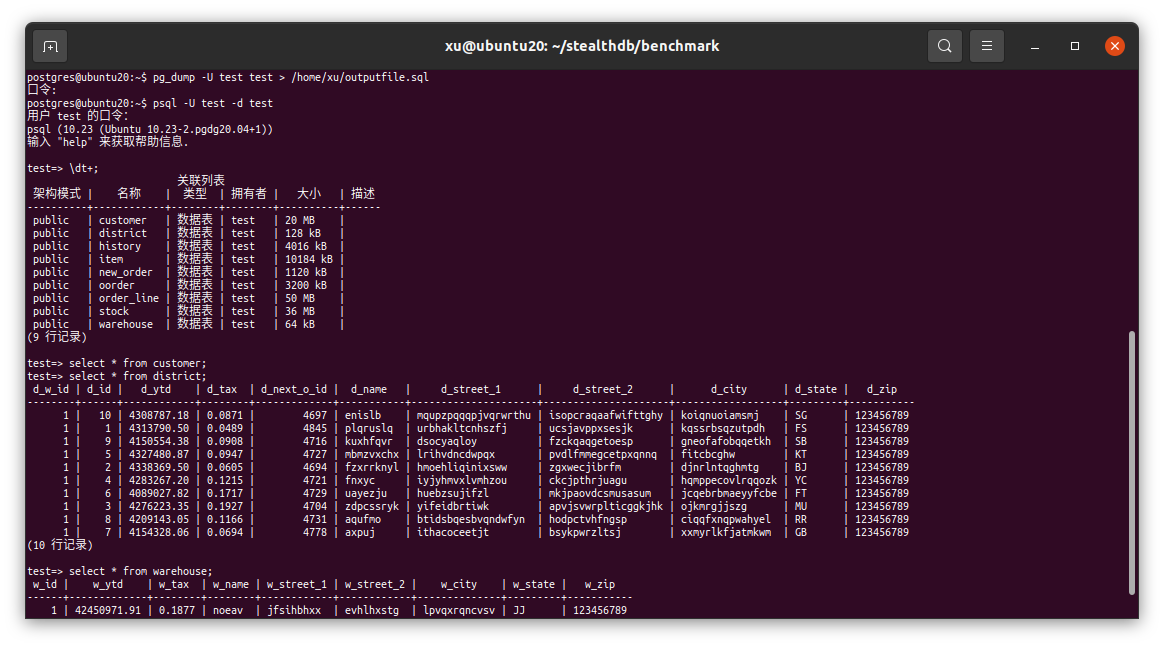 xu@ubuntu20: ~/stealthdb/benchmark
postgres@ubuntu20:~$ pg_dump -U test test > /home/xu/outputfile.sql
口令:
postgres@ubuntu20:~$ psql -U test -d test
用户 test 的口令:
psql (10.23 (Ubuntu 10.23-2.pgdg20.04+1))
输入 "help" 来获取帮助信息.
test=> \dt+;
关联列表
架构模式 | 名称 | 类型 | 拥有者 | 大小 | 描述
----------+------------+--------+--------+----------+------
public | customer | 数据表 | test | 20 MB |
public | district | 数据表 | test | 128 kB |
public | history | 数据表 | test | 4016 kB |
public | item | 数据表 | test | 10184 kB |
public | new_order | 数据表 | test | 1120 kB |
public | oorder | 数据表 | test | 3200 kB |
public | order_line | 数据表 | test | 50 MB |
public | stock | 数据表 | test | 36 MB |
public | warehouse | 数据表 | test | 64 kB |
(9 行记录)
test=> select * from customer;
test=> select * from district;
d_w_id | d_id | d_ytd | d_tax | d_next_o_id | d_name | d_street_1 | d_street_2 | d_city | d_state | d_zip
--------+------+------------+--------+-------------+----------+--------------------+--------------------+------------------+---------+-----------
1 | 10 | 4308787.18 | 0.0871 | 4697 | enislb | mqupzpqqqpjvqrwrthu | isopcraqaafwifttghy | koiqnuoiamsmj | SG | 123456789
1 | 1 | 4313790.50 | 0.0489 | 4845 | plqruslq | urbhakltcnhszfj | ucsjavppxsesjk | kqssrbsqzutpdh | FS | 123456789
1 | 9 | 4150554.38 | 0.0908 | 4716 | kuxhfqvr | dsocyaqloy | fzckqaqgetoesp | gneofafobqqetkh | SB | 123456789
1 | 5 | 4327480.87 | 0.0947 | 4727 | mbmzvxchx | lrihvdncdwpqx | pvdlfmmegcetpxqnnq | fitcbcghw | KT | 123456789
1 | 2 | 4338369.50 | 0.0605 | 4694 | fzxrrknyl | hmoehliqinixsww | zgxwecjibrfm | djnrlntqghmtg | BJ | 123456789
1 | 4 | 4283267.20 | 0.1215 | 4721 | fnxyc | iyjyhmvxlvmhzou | ckcjpthrjuagu | hqmppecovlrqqozk | YC | 123456789
1 | 6 | 4089027.82 | 0.1717 | 4729 | uayezju | huebzsujifzl | mkjpaovdcsmusasum | jcqebrbmaeyyfcbe | FT | 123456789
1 | 3 | 4276223.35 | 0.1927 | 4704 | zdpcssryk | yifeidbrtiwk | apvjsvwrplticggkjhk | ojkmrgjjszg | MU | 123456789
1 | 8 | 4209143.05 | 0.1166 | 4731 | aqufmo | btidsbqesbvqndwfyn | hodpctvhfngsp | ciqqfxnqpwahyel | RR | 123456789
1 | 7 | 4154328.06 | 0.0694 | 4778 | axpuj | ithacoceetjt | bsykpwrzltsj | xxmyrlkfjatmkwm | GB | 123456789
(10 行记录)
test=> select * from warehouse;
w_id | w_ytd | w_tax | w_name | w_street_1 | w_street_2 | w_city | w_state | w_zip
------+-------------+--------+--------+------------+------------+--------------+---------+-----------
1 | 42450971.91 | 0.1877 | noeav | jfsihbhxx | evhlhxstg | lpvqxrqncvsv | JJ | 123456789